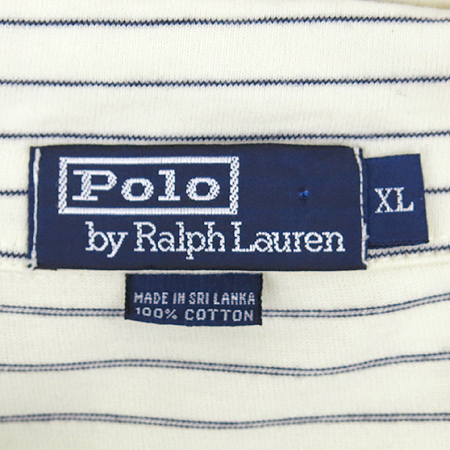 Polo
by Ralph Lauren
XL
MADE IN SRI LANKA
100% COTTON